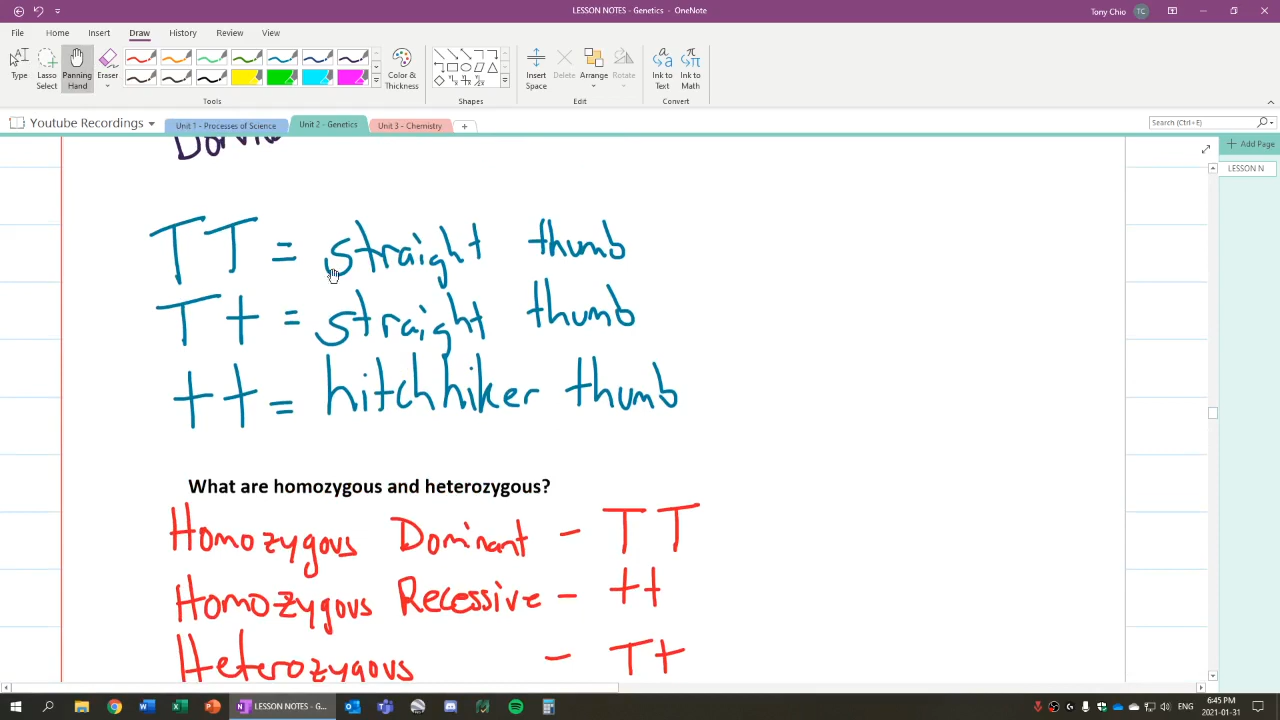 LESSON NOTES - Genetics - OneNote
Tony Chio TC
File Home Insert Draw History Review View
Type Lasso Select Panning Hand Eraser
Color & Thickness
Insert Space Delete Arrange Rotate
Ink to Text Ink to Math
Tools Shapes Edit Convert
Youtube Recordings Unit 1 - Processes of Science Unit 2 - Genetics Unit 3 - Chemistry
Search (Ctrl+E)
Add Page
LESSON N
TT = straight thumb
Tt = straight thumb
tt = hitchhiker thumb
What are homozygous and heterozygous?
Homozygous Dominant - TT
Homozygous Recessive - tt
Heterozygous - Tt
LESSON NOTES - G...
ENG
6:45 PM
2021-01-31